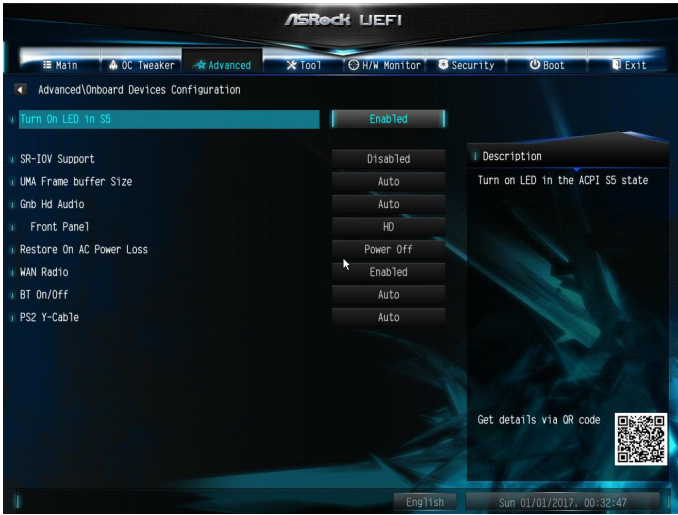 ASRock UEFI
Main OC Tweaker Advanced Tool H/W Monitor Security Boot Exit
Advanced\Onboard Devices Configuration
Turn On LED in S5 Enabled
SR-IOV Support Disabled
Description
UMA Frame buffer Size Auto
Turn on LED in the ACPI S5 state
Gnb Hd Audio Auto
Front Panel HD
Restore On AC Power Loss Power Off
WAN Radio Enabled
BT On/Off Auto
PS2 Y-Cable Auto
Get details via QR code
English Sun 01/01/2017, 00:32:47